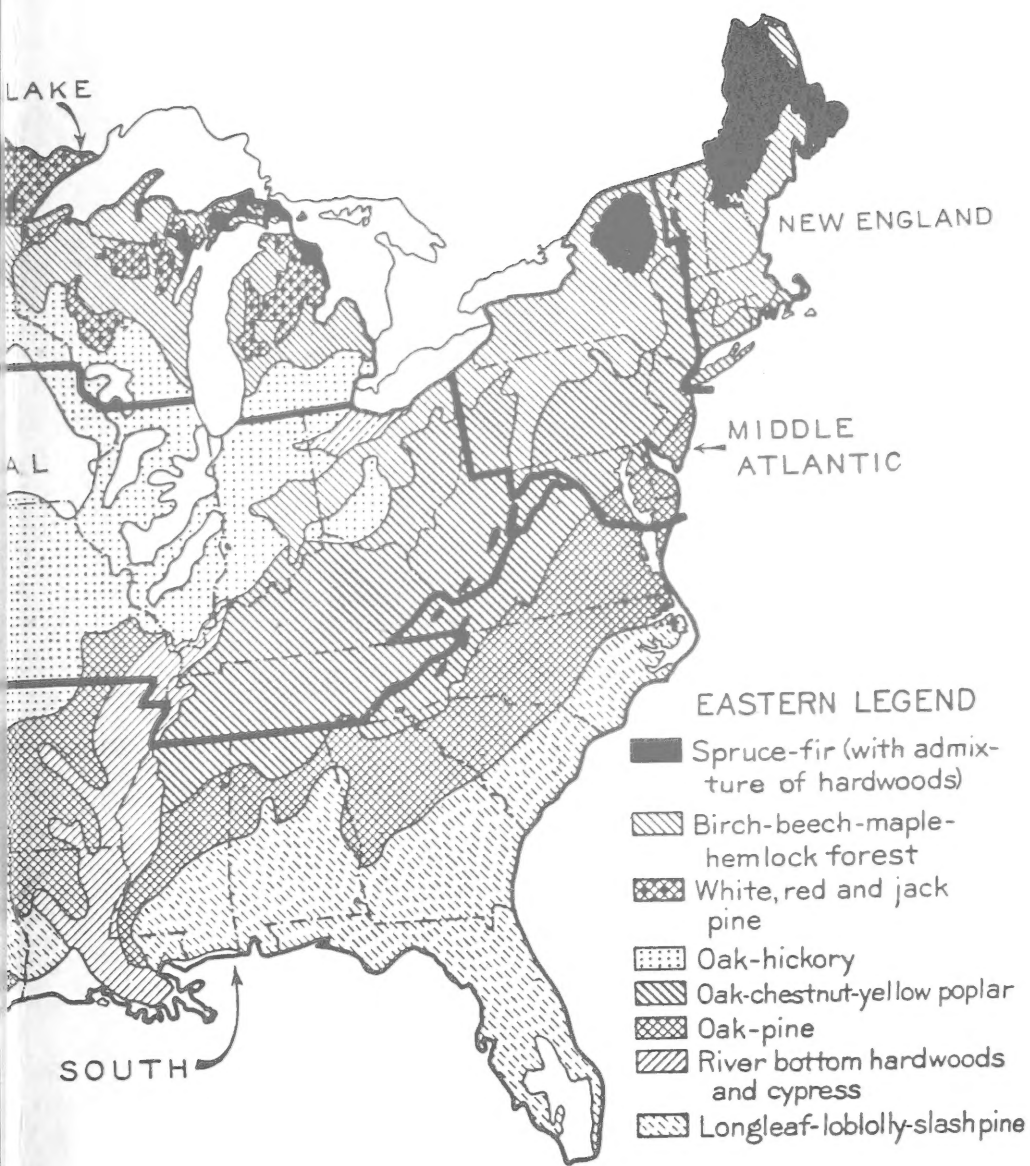 LAKE
NEW ENGLAND
MIDDLE
ATLANTIC
AL
EASTERN LEGEND
Spruce-fir (with admix-
ture of hardwoods)
Birch-beech-maple-
hemlock forest
White, red and jack
pine
Oak-hickory
Oak-chestnut-yellow poplar
Oak-pine
River bottom hardwoods
and cypress
Longleaf-loblolly-slash pine
SOUTH